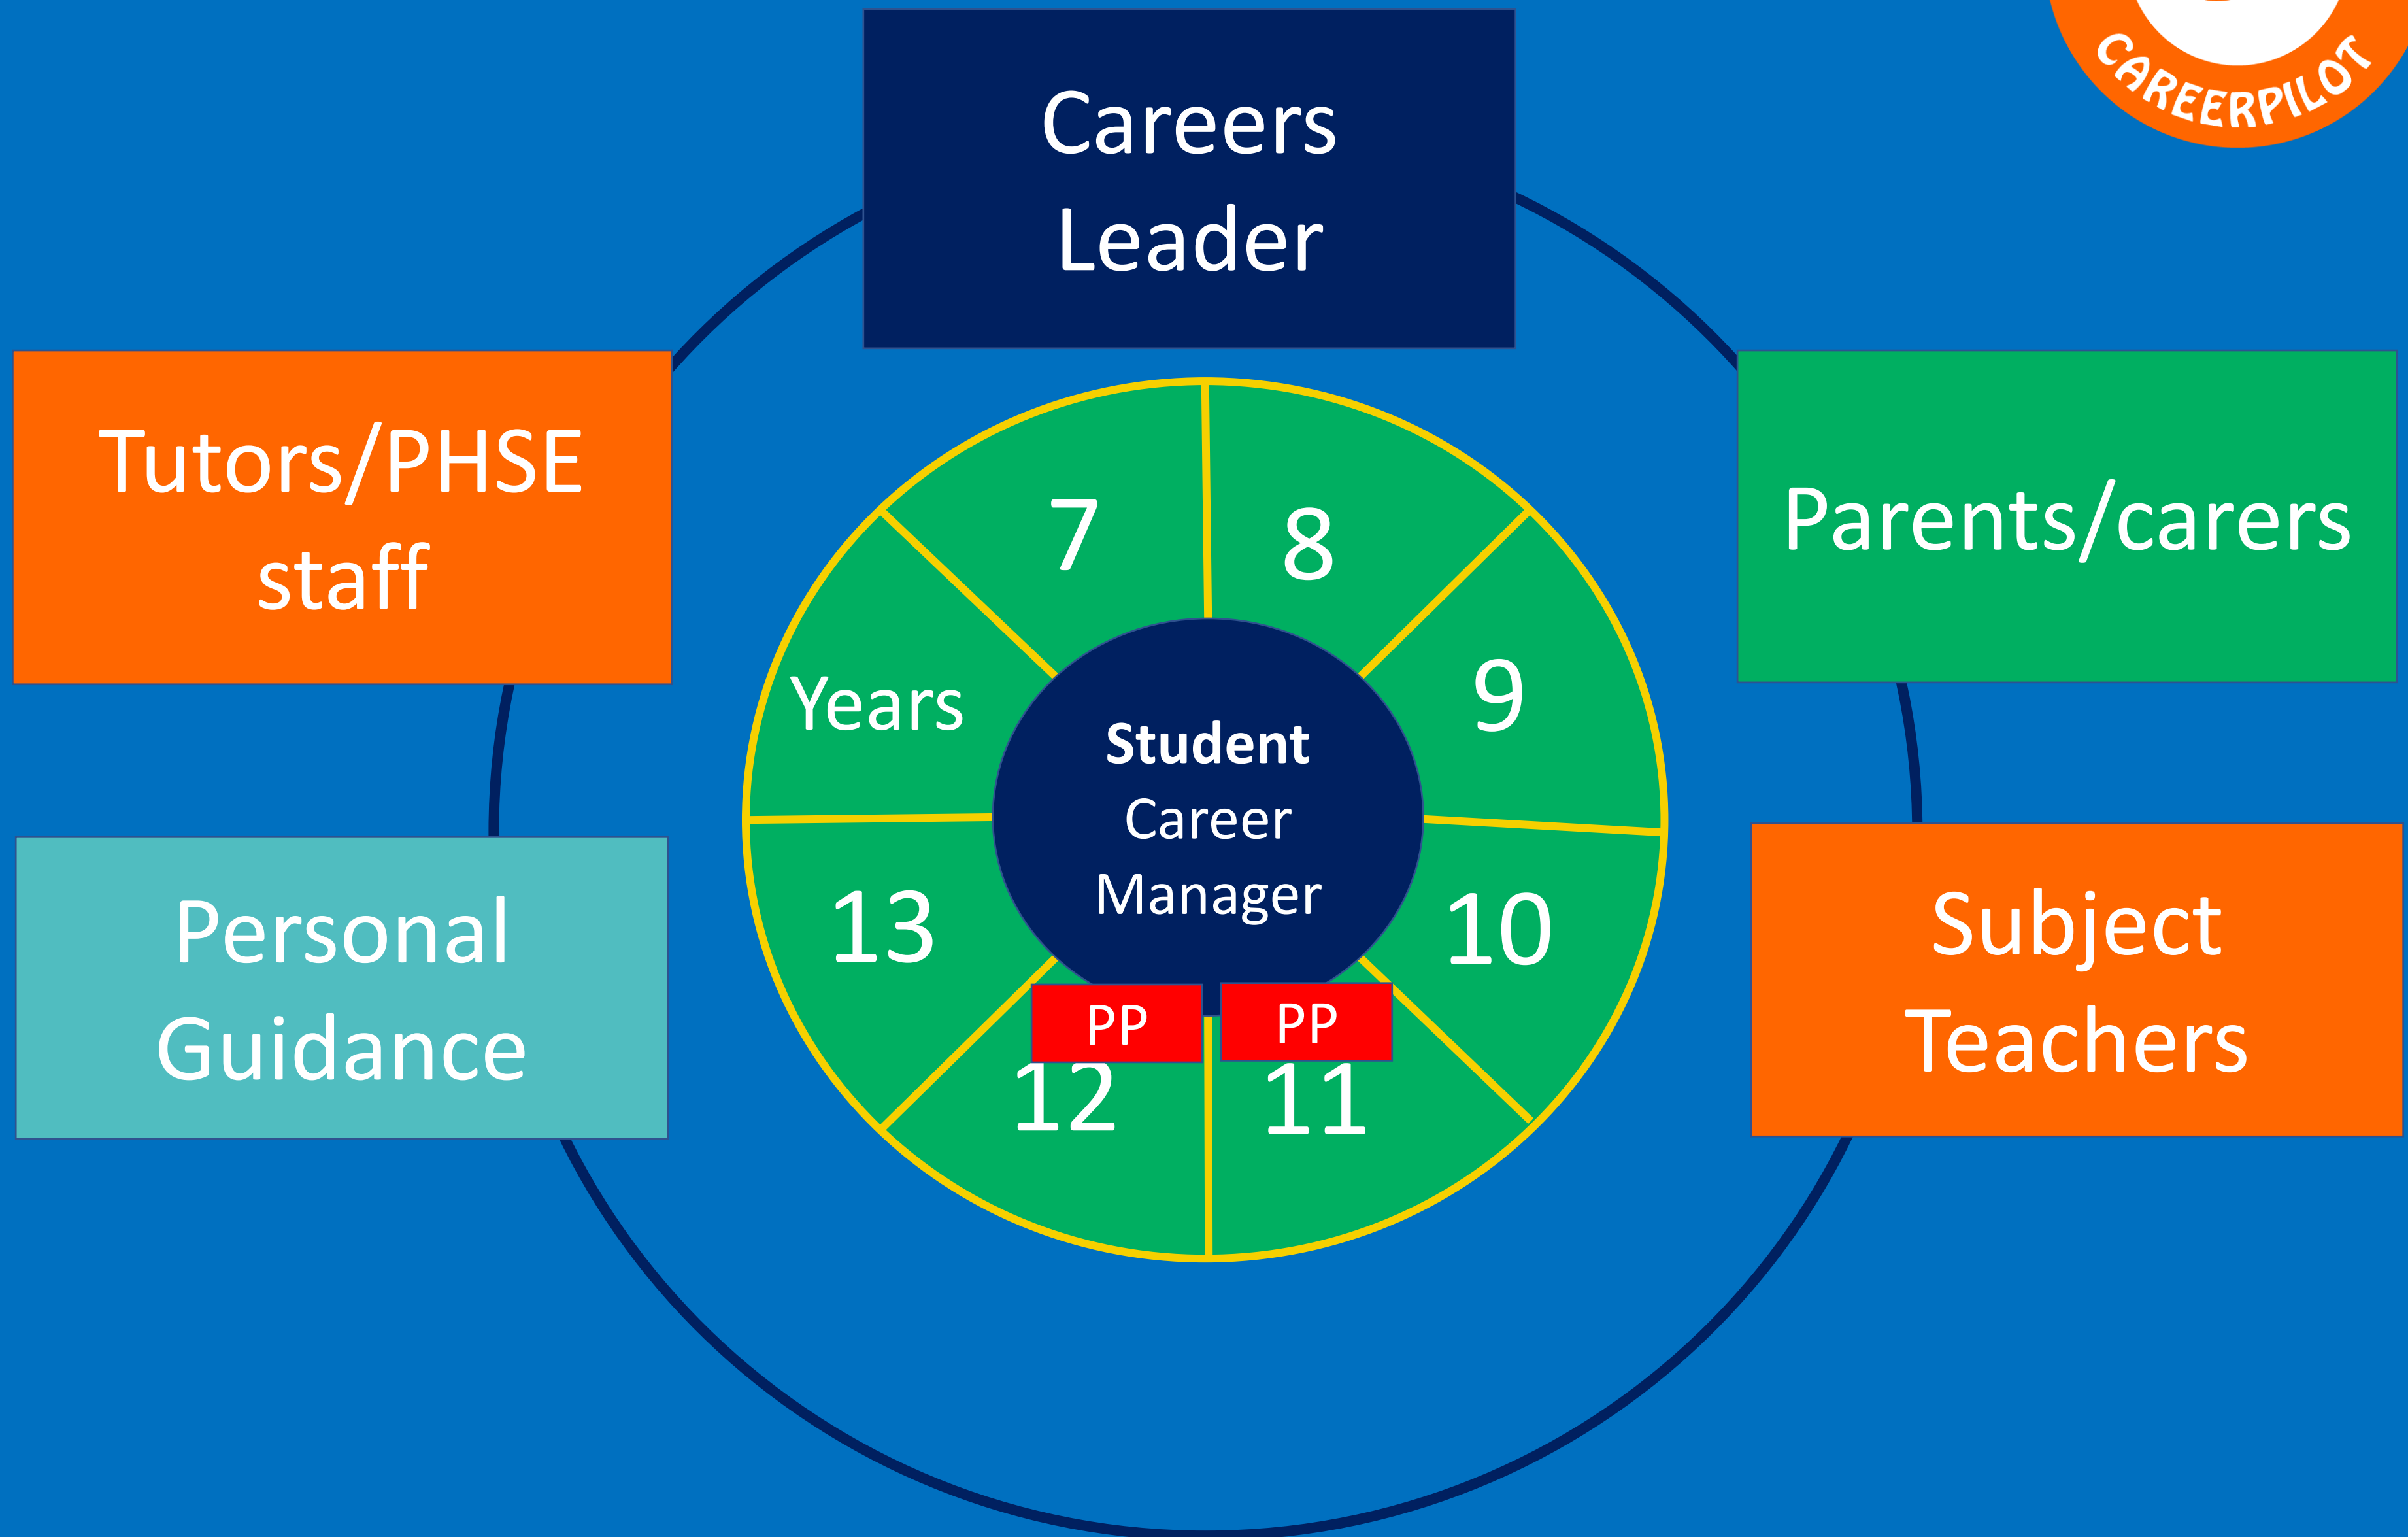 CAREERPILOT
Careers
Leader
Tutors/PHSE
staff
Parents/carers
7
8
Years
9
Student
Career
Manager
13
10
Personal
Guidance
Subject
Teachers
PP
PP
12
11